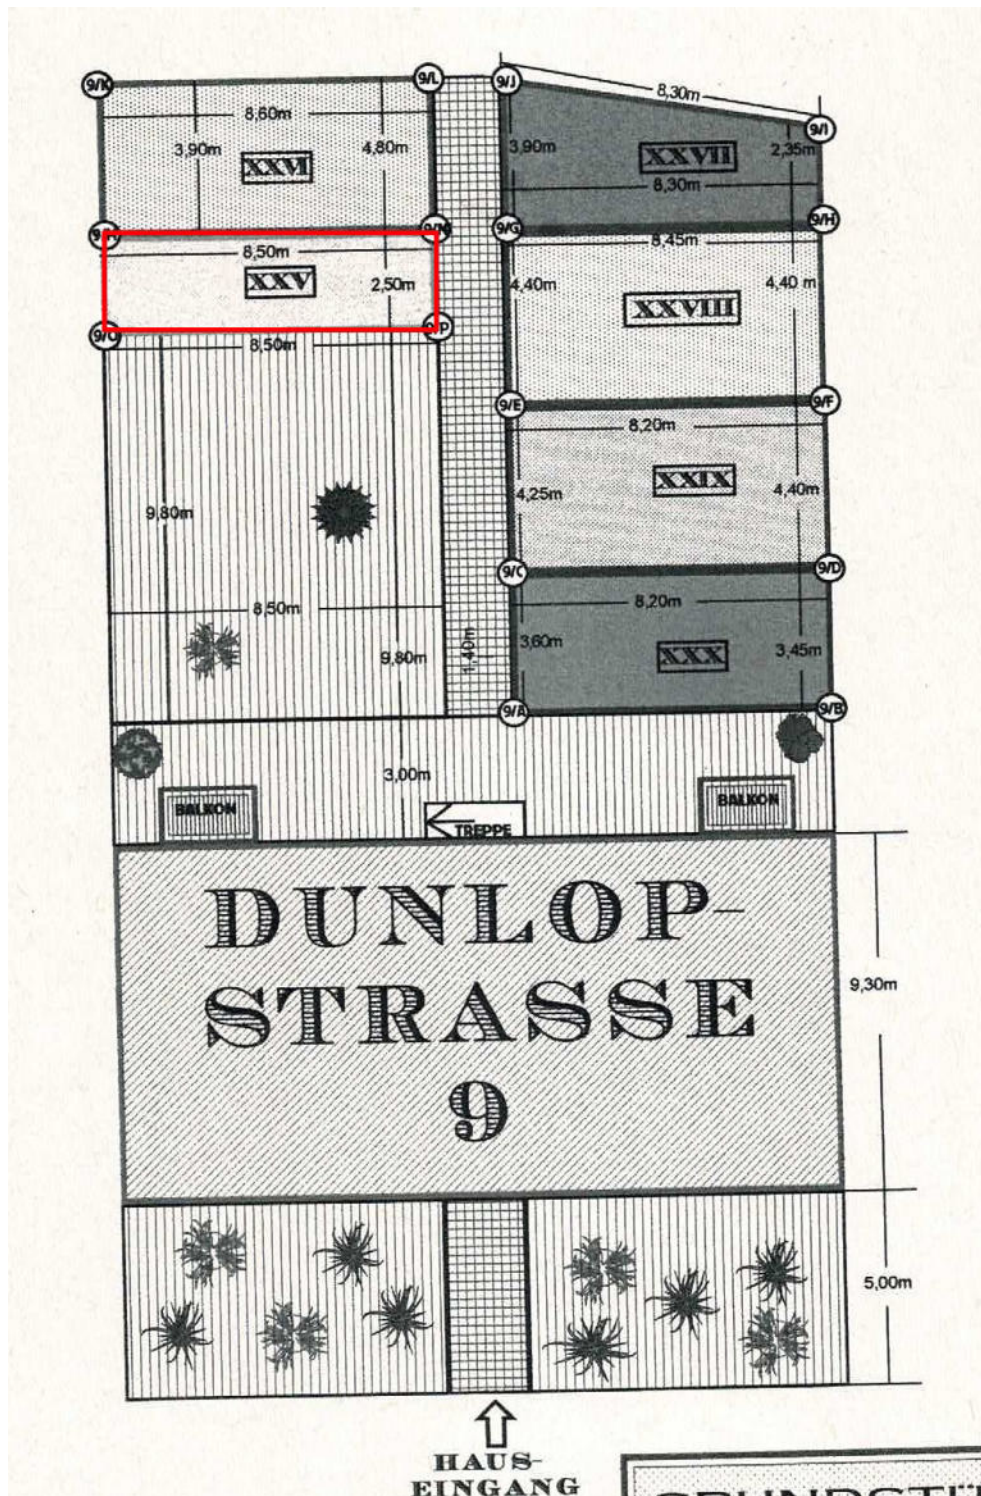 9/K
9/L
9/J
8,30m
9/I
8,60m
3,90m
4,80m
XXVI
3,90m
XXVII
2,35m
8,30m
9/G
9/H
8,50m
8,45m
XXV
2,50m
4,40m
XXVIII
4,40 m
9/P
8,50m
9/E
9/F
8,20m
XXIX
4,25m
4,40m
9,80m
9/C
9/D
8,50m
8,20m
3,60m
XXX
3,45m
9,80m
1,40m
9/A
9/B
3,00m
BALKON
BALKON
TREPPE
DUNLOP-
STRASSE
9
9,30m
5,00m
HAUS-
EINGANG